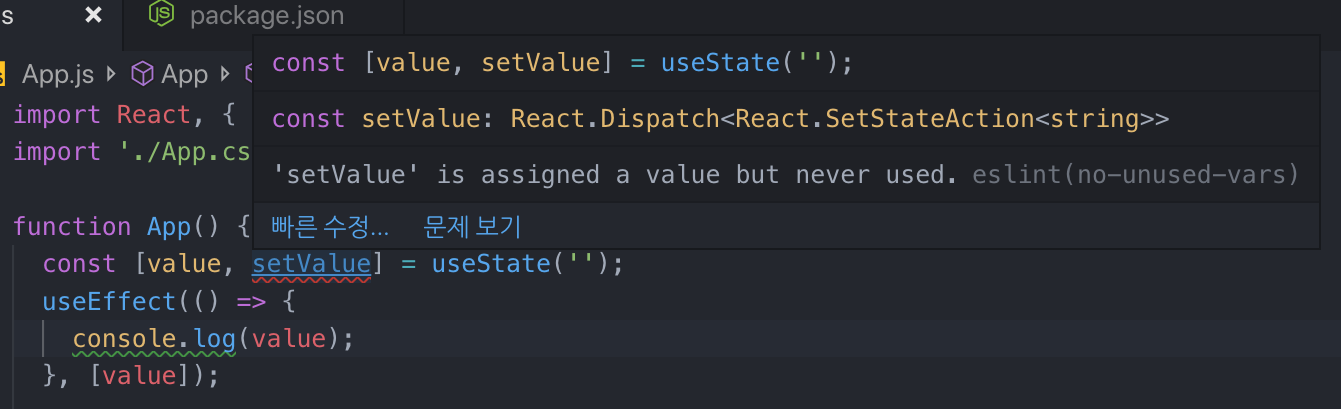 s × JS package.json
App.js > App >
const [value, setValue] = useState('');
const setValue: React.Dispatch<React.SetStateAction<string>>
'setValue' is assigned a value but never used. eslint(no-unused-vars)
빠른 수정... 문제 보기
import React, {
import './App.cs
function App() {
const [value, setValue] = useState('');
useEffect(() => {
console.log(value);
}, [value]);